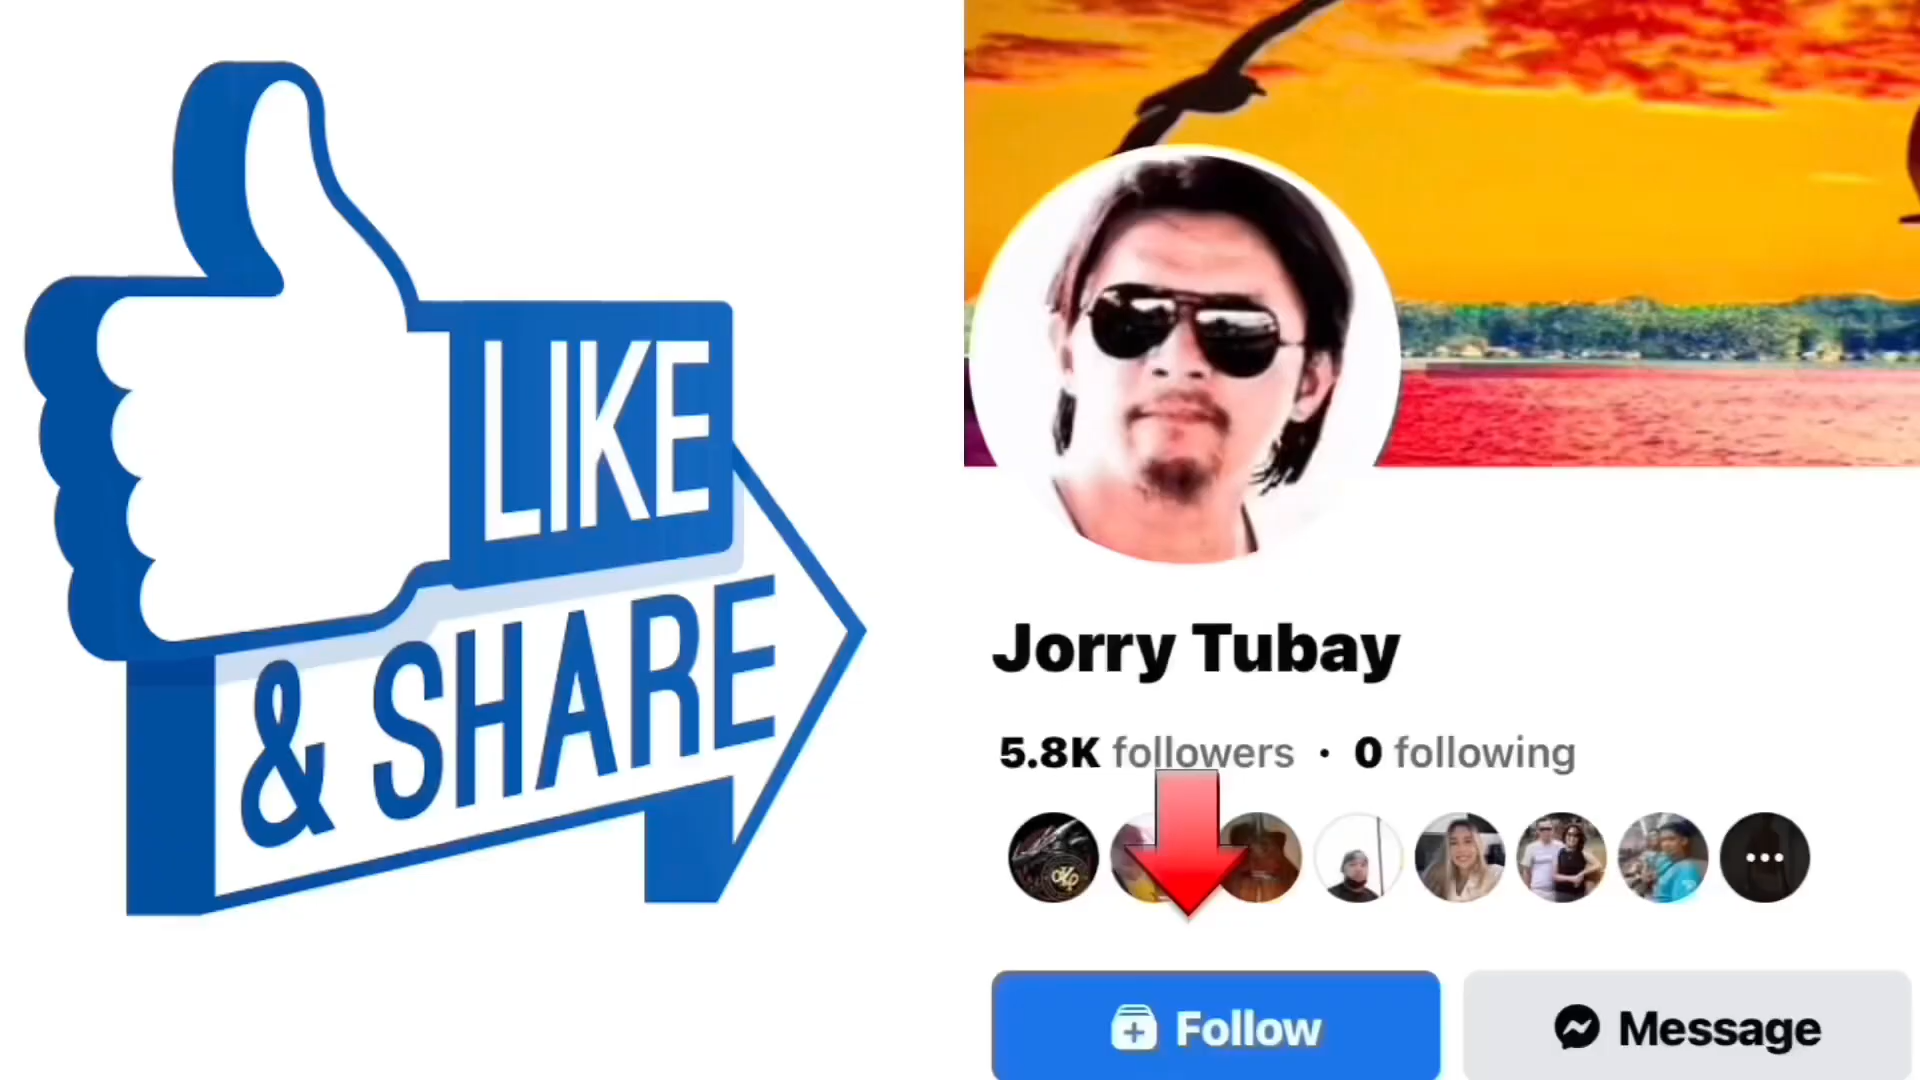 LIKE
& SHARE
Jorry Tubay
5.8K followers · 0 following
Follow
Message